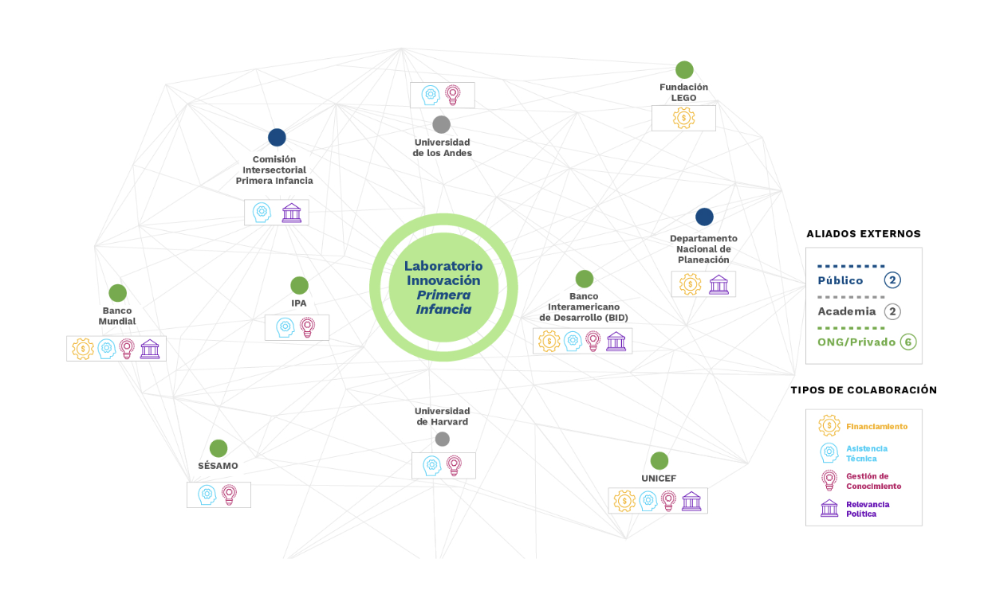 Fundación
LEGO
Universidad
de los Andes
Comisión
Intersectorial
Primera Infancia
Departamento
Nacional de
Planeación
Laboratorio
Innovación
Primera
Infancia
Banco
Mundial
IPA
Banco
Interamericano
de Desarrollo (BID)
Universidad
de Harvard
SÉSAMO
UNICEF
ALIADOS EXTERNOS
Público 2
Academia 2
ONG/Privado 6
TIPOS DE COLABORACIÓN
Financiamiento
Asistencia
Técnica
Gestión de
Conocimiento
Relevancia
Política